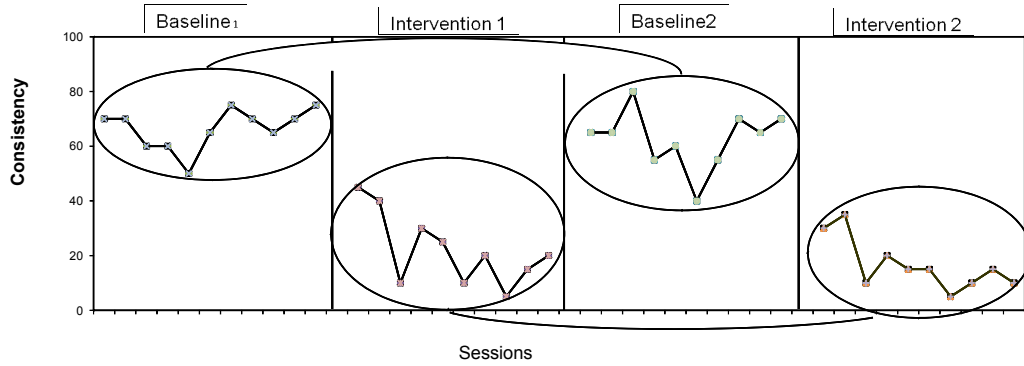 Baseline1
Intervention 1
Baseline2
Intervention 2
Consistency
100
80
60
40
20
0
Sessions